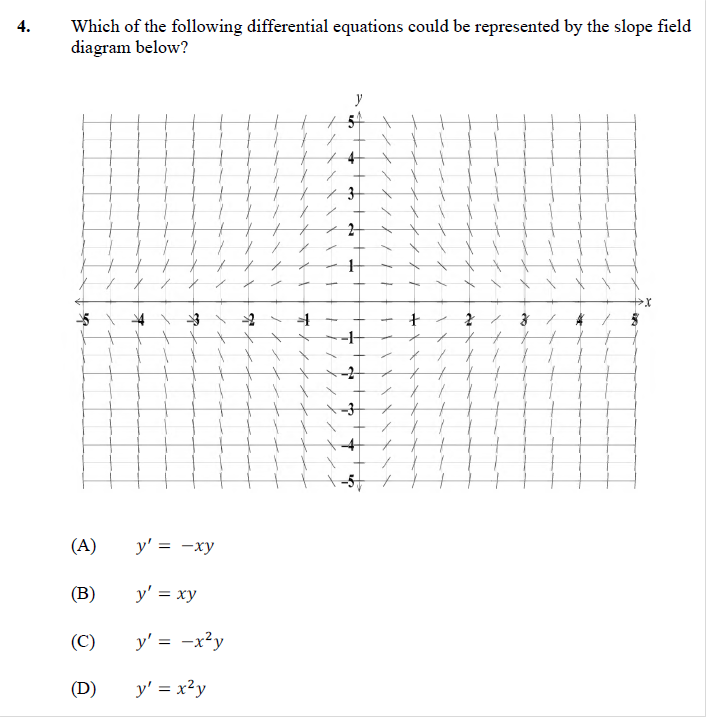 4. Which of the following differential equations could be represented by the slope field
diagram below?
y
5
4
3
2
1
x
-5 -4 -3 -2 -1 1 2 3 4 5
-1
-2
-3
-4
-5
(A) y′ = −xy
(B) y′ = xy
(C) y′ = −x²y
(D) y′ = x²y